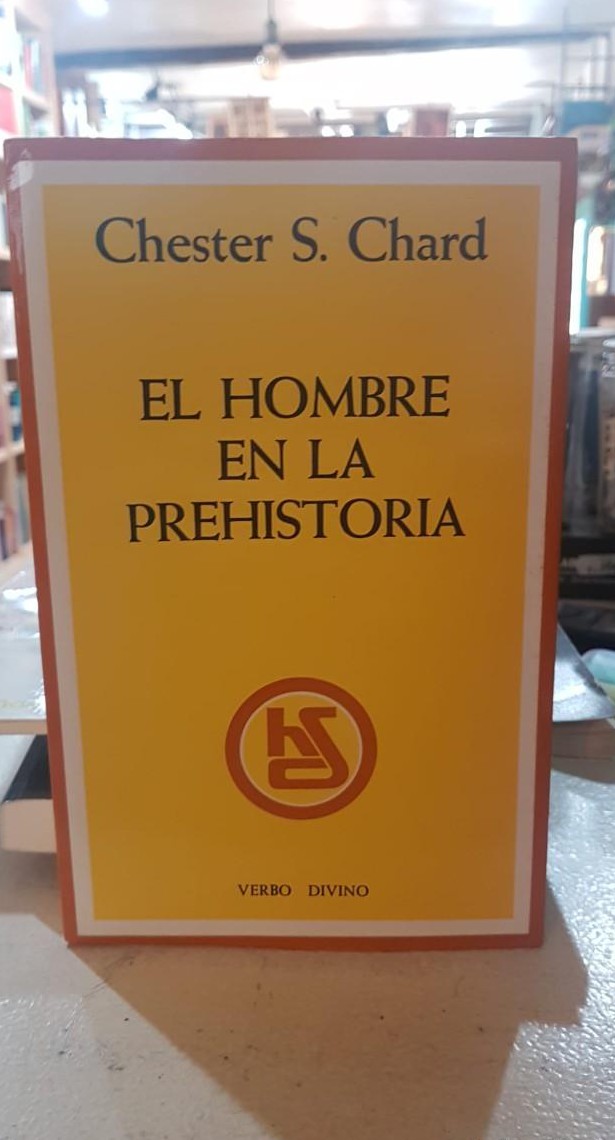 Chester S. Chard
EL HOMBRE
EN LA
PREHISTORIA
VERBO DIVINO